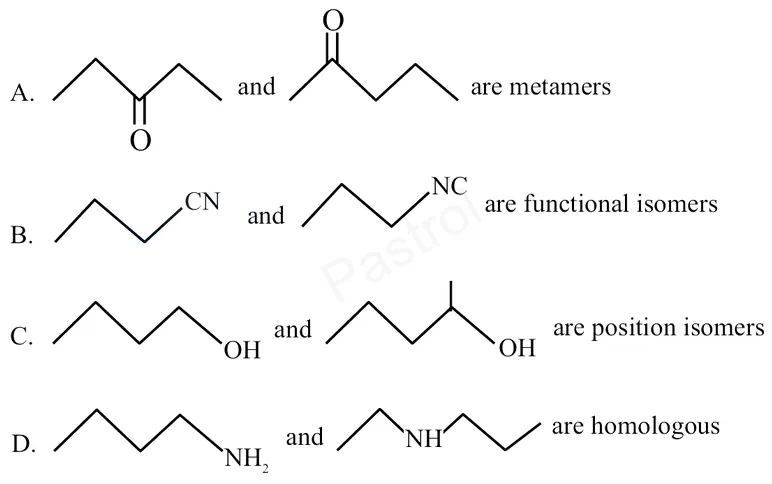 O
A. and are metamers
O
B. CN and NC are functional isomers
C. OH and OH are position isomers
D. NH₂ and NH are homologous